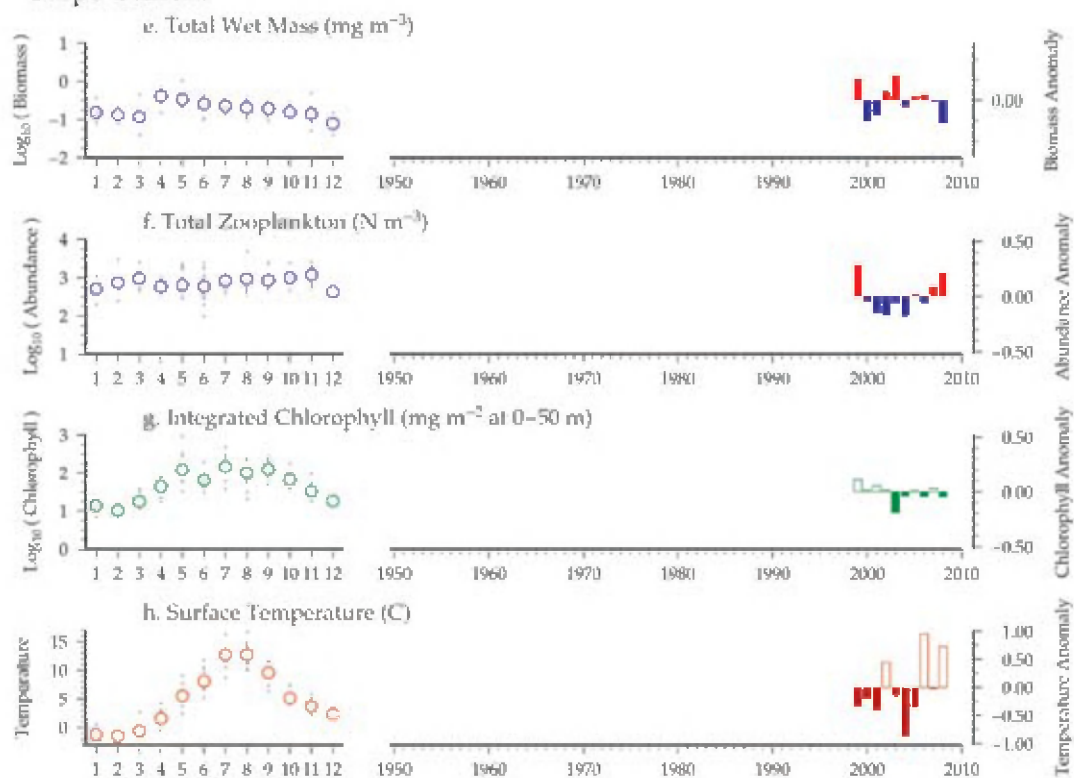 e. Total Wet Mass (mg m⁻³)
Log₁₀ ( Biomass )
1
0
−1
−2
0.00
Biomass Anomaly
1 2 3 4 5 6 7 8 9 10 11 12 1950 1960 1970 1980 1990 2000 2010
f. Total Zooplankton (N m⁻³)
Log₁₀ ( Abundance )
4
3
2
1
0.50
0.00
−0.50
Abundance Anomaly
1 2 3 4 5 6 7 8 9 10 11 12 1950 1960 1970 1980 1990 2000 2010
g. Integrated Chlorophyll (mg m⁻² at 0–50 m)
Log₁₀ ( Chlorophyll )
3
2
1
0
0.50
0.00
−0.50
Chlorophyll Anomaly
1 2 3 4 5 6 7 8 9 10 11 12 1950 1960 1970 1980 1990 2000 2010
h. Surface Temperature (C)
Temperature
15
10
5
0
1.00
0.50
0.00
−0.50
−1.00
Temperature Anomaly
1 2 3 4 5 6 7 8 9 10 11 12 1950 1960 1970 1980 1990 2000 2010